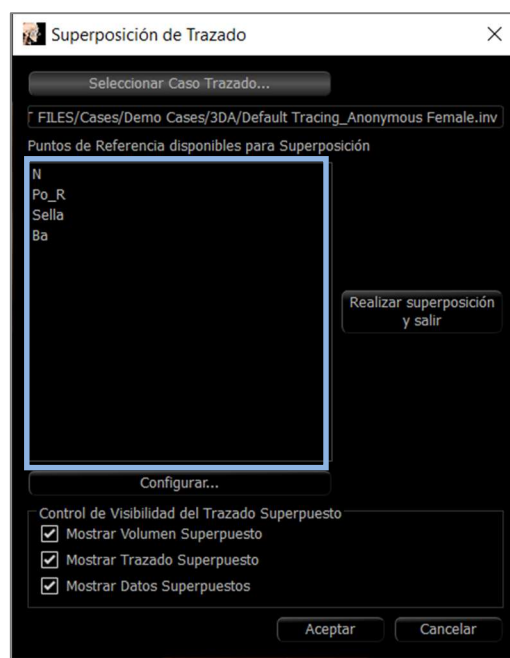 Superposición de Trazado
Seleccionar Caso Trazado...
FILES/Cases/Demo Cases/3DA/Default Tracing_Anonymous Female.inv
Puntos de Referencia disponibles para Superposición
N
Po_R
Sella
Ba
Realizar superposición
y salir
Configurar...
Control de Visibilidad del Trazado Superpuesto
Mostrar Volumen Superpuesto
Mostrar Trazado Superpuesto
Mostrar Datos Superpuestos
Aceptar Cancelar